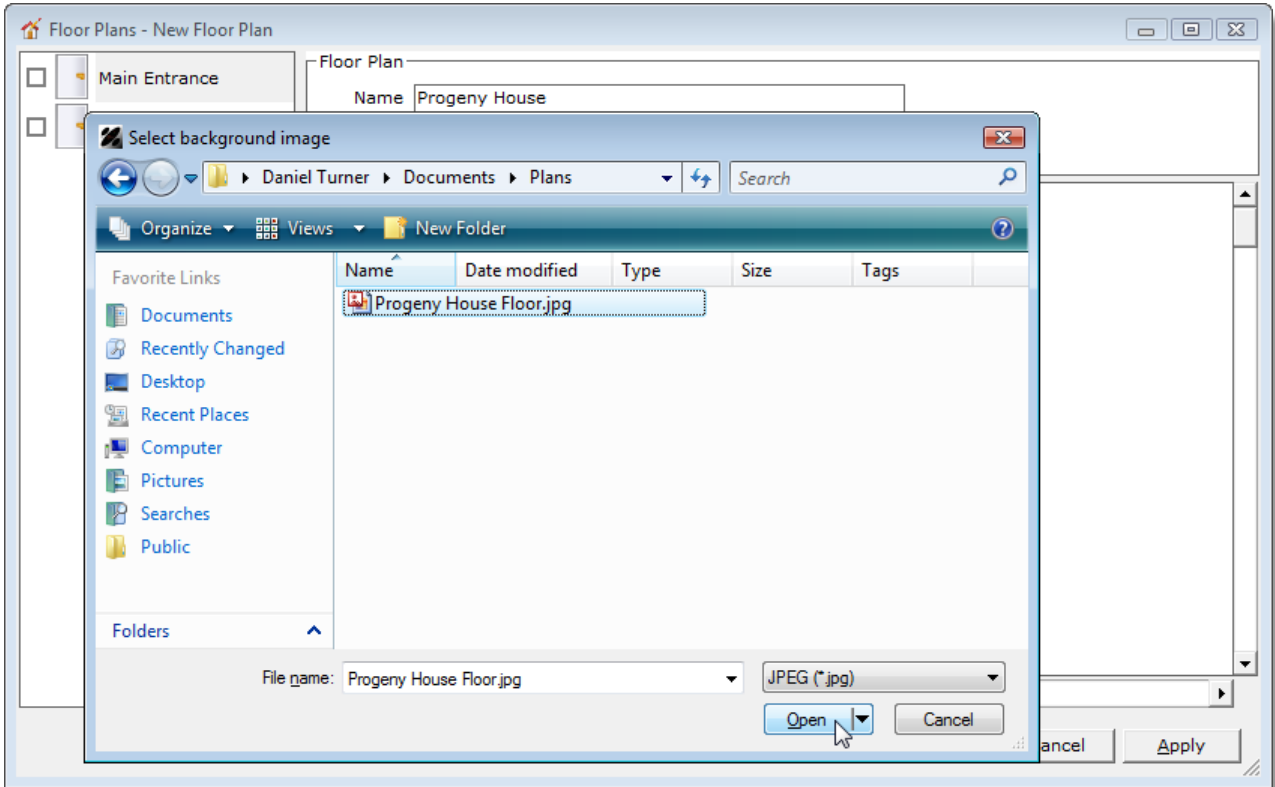 Floor Plans - New Floor Plan
Main Entrance
Floor Plan
Name Progeny House
Select background image
Daniel Turner Documents Plans
Search
Organize Views New Folder
Favorite Links
Name Date modified Type Size Tags
Progeny House Floor.jpg
Documents
Recently Changed
Desktop
Recent Places
Computer
Pictures
Searches
Public
Folders
File name: Progeny House Floor.jpg JPEG (*.jpg)
Open Cancel
ancel Apply